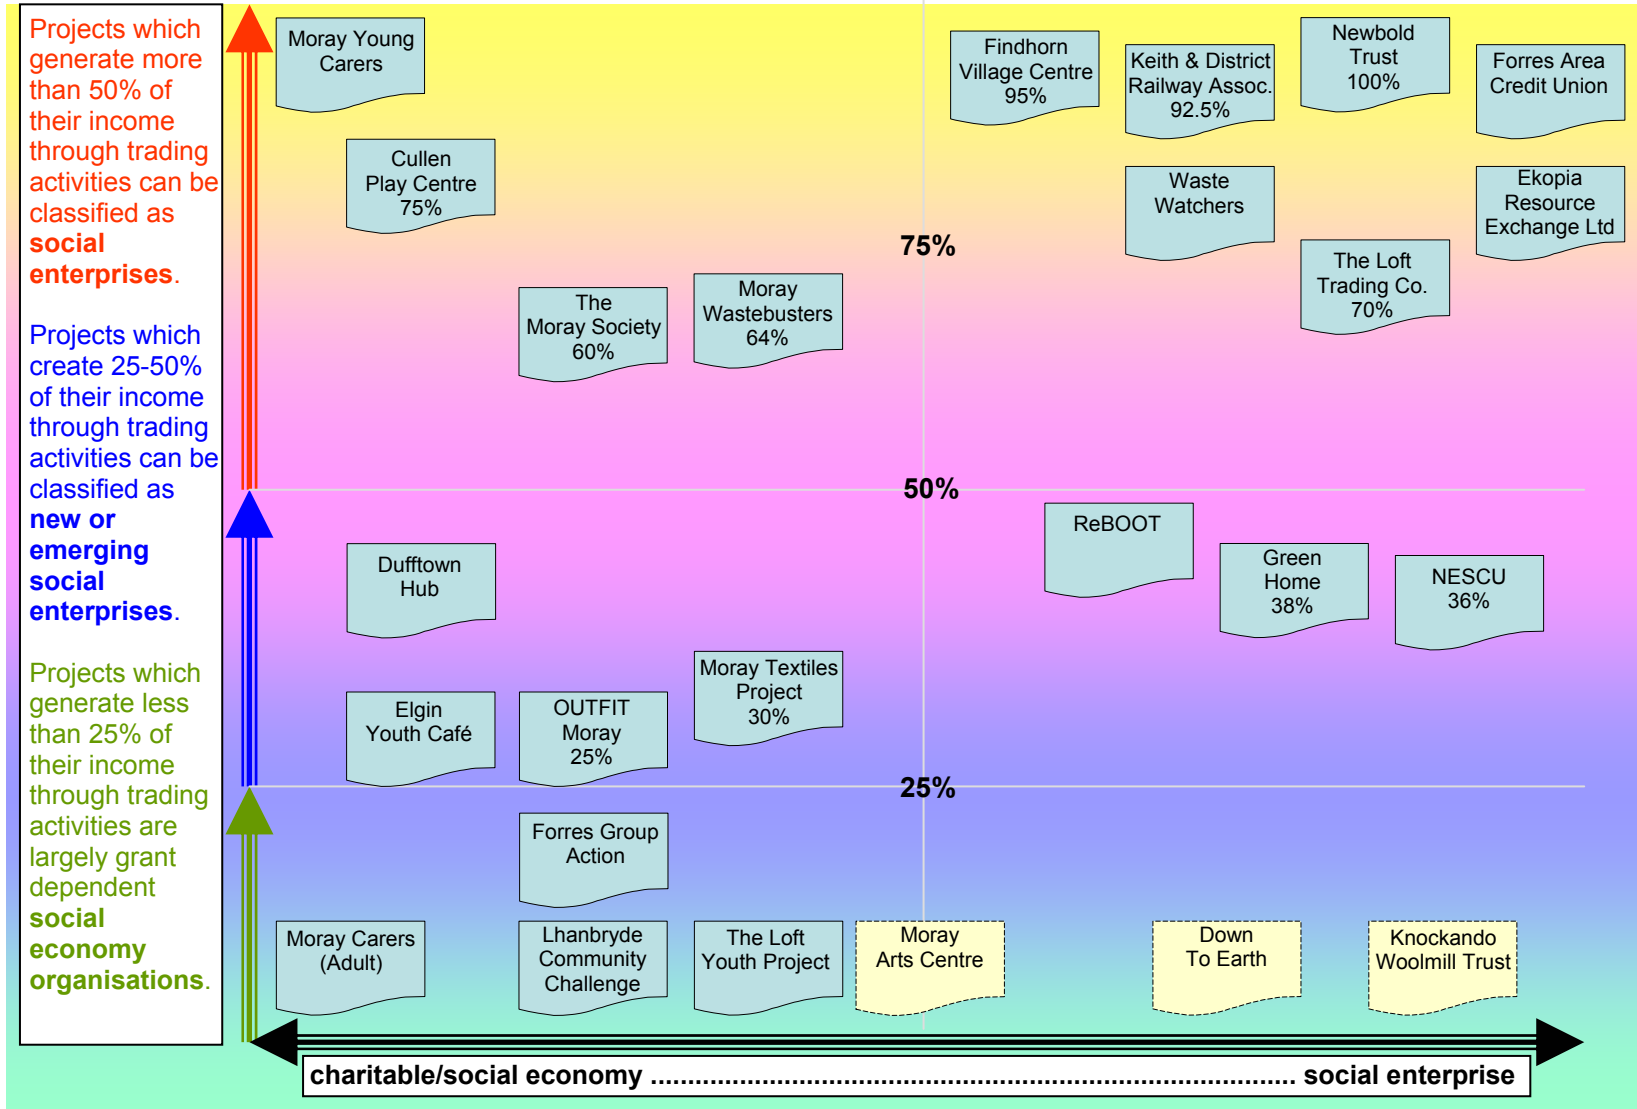 Projects which
generate more
than 50% of
their income
through trading
activities can be
classified as
social
enterprises.
Projects which
create 25-50%
of their income
through trading
activities can be
classified as
new or
emerging
social
enterprises.
Projects which
generate less
than 25% of
their income
through trading
activities are
largely grant
dependent
social
economy
organisations.
Moray Young
Carers
Findhorn
Village Centre
95%
Keith & District
Railway Assoc.
92.5%
Newbold
Trust
100%
Forres Area
Credit Union
Cullen
Play Centre
75%
Waste
Watchers
Ekopia
Resource
Exchange Ltd
75%
The Loft
Trading Co.
70%
The
Moray Society
60%
Moray
Wastebusters
64%
50%
ReBOOT
Dufftown
Hub
Green
Home
38%
NESCU
36%
Moray Textiles
Project
30%
Elgin
Youth Café
OUTFIT
Moray
25%
25%
Forres Group
Action
Moray Carers
(Adult)
Lhanbryde
Community
Challenge
The Loft
Youth Project
Moray
Arts Centre
Down
To Earth
Knockando
Woolmill Trust
charitable/social economy ........................................................................................ social enterprise